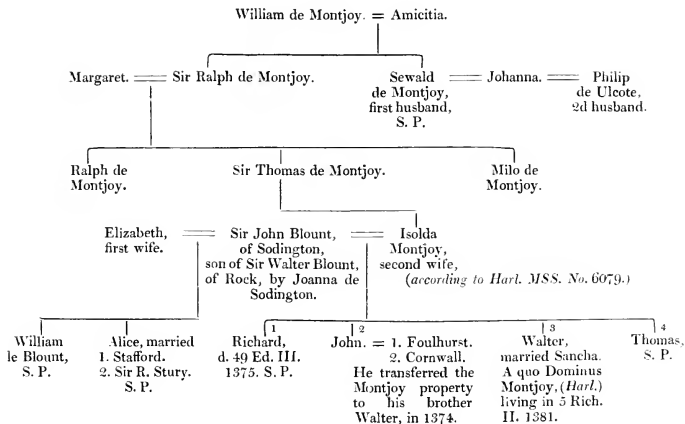 William de Montjoy. = Amicitia.
Margaret. = Sir Ralph de Montjoy.
Sewald
de Montjoy,
first husband,
S. P.
= Johanna. =
Philip
de Ulcote,
2d husband.
Ralph de
Montjoy.
Sir Thomas de Montjoy.
Milo de
Montjoy.
Elizabeth,
first wife.
= Sir John Blount, =
of Sodington,
son of Sir Walter Blount,
of Rock, by Joanna de
Sodington.
Isolda
Montjoy,
second wife,
(according to Harl. MSS. No. 6079.)
William
le Blount,
S. P.
Alice, married
1. Stafford.
2. Sir R. Stury.
S. P.
1
Richard,
d. 49 Ed. III.
1375. S. P.
2
John. = 1. Foulhurst.
2. Cornwall.
He transferred the
Montjoy property
to his brother
Walter, in 1374.
3
Walter,
married Sancha.
A quo Dominus
Montjoy, (Harl.)
living in 5 Rich.
II. 1381.
4
Thomas,
S. P.